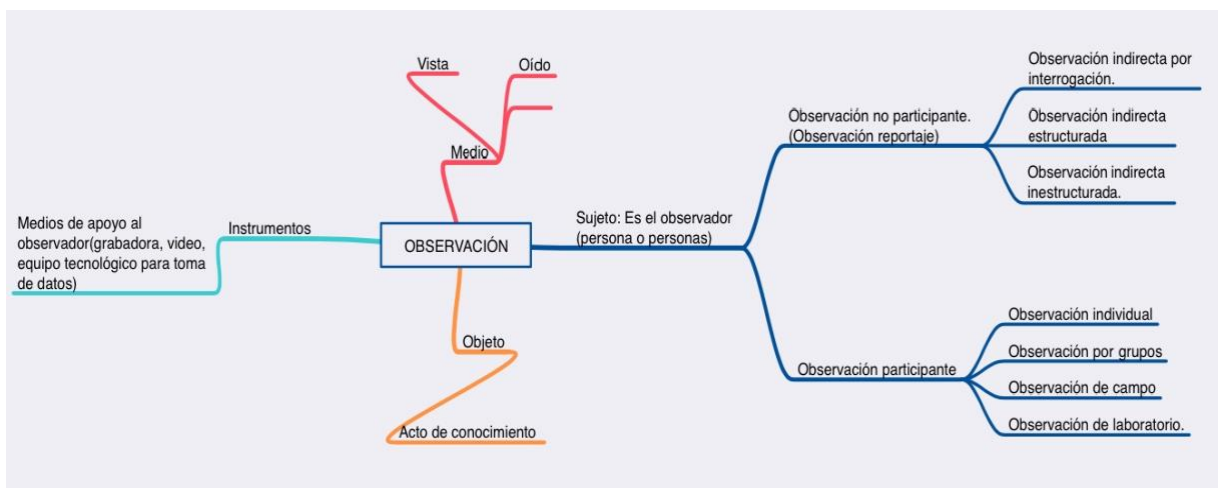 Vista
Oído
Medio
Medios de apoyo al
observador(grabadora, video,
equipo tecnológico para toma
de datos)
Instrumentos
OBSERVACIÓN
Objeto
Acto de conocimiento
Sujeto: Es el observador
(persona o personas)
Observación no participante.
(Observación reportaje)
Observación indirecta por
interrogación.
Observación indirecta
estructurada
Observación indirecta
inestructurada.
Observación participante
Observación individual
Observación por grupos
Observación de campo
Observación de laboratorio.